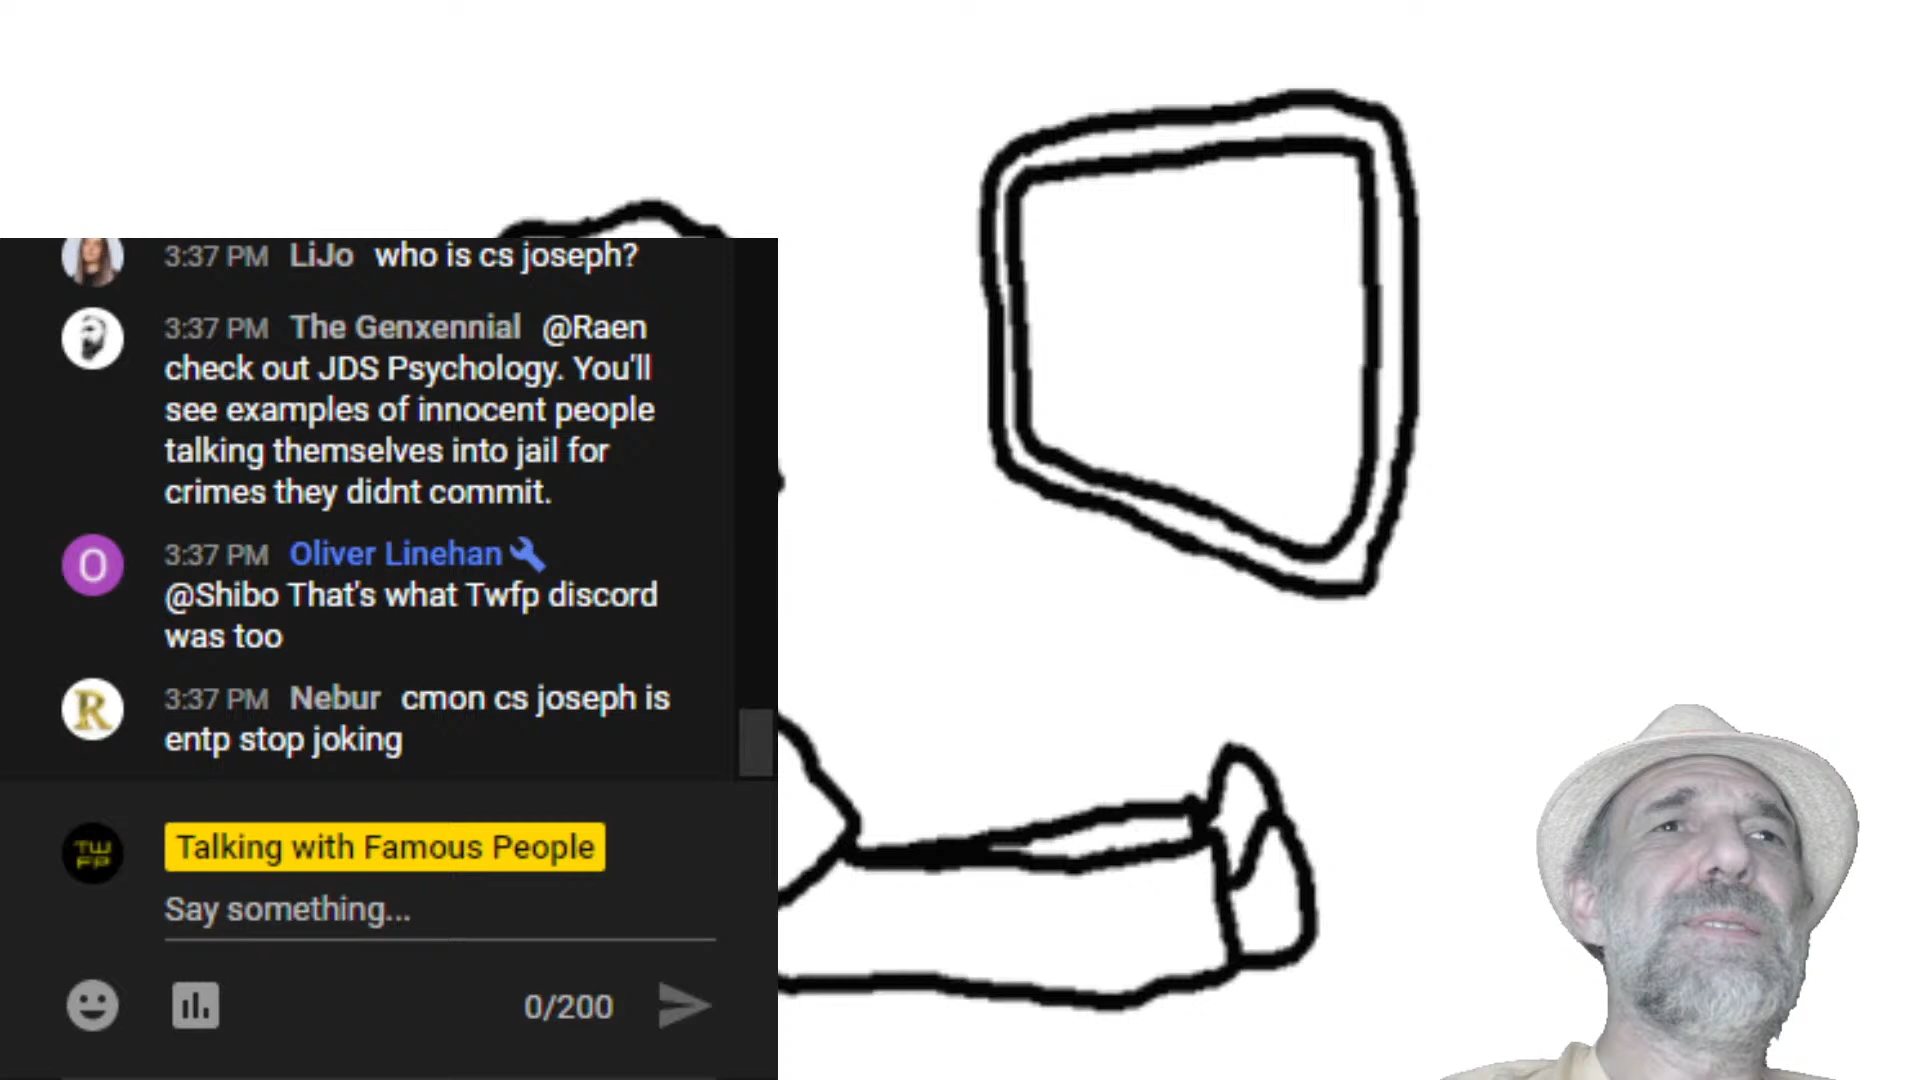 3:37 PM LiJo who is cs joseph?
3:37 PM The Genxennial @Raen
check out JDS Psychology. You'll
see examples of innocent people
talking themselves into jail for
crimes they didnt commit.
O 3:37 PM Oliver Linehan
@Shibo That's what Twfp discord
was too
R 3:37 PM Nebur cmon cs joseph is
entp stop joking
TW
FP
Talking with Famous People
Say something...
0/200